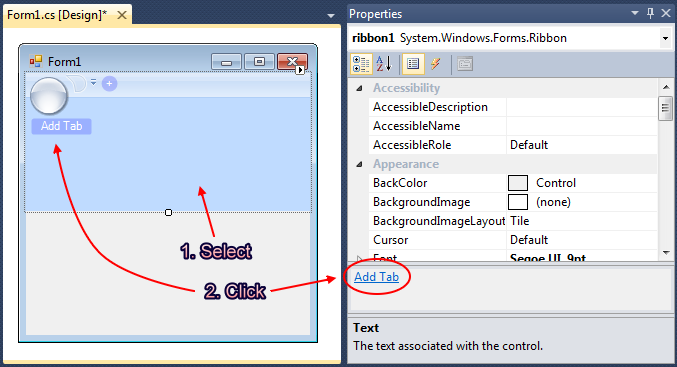 Form1.cs [Design]*
Form1
Add Tab
1. Select
2. Click
Properties
ribbon1 System.Windows.Forms.Ribbon
Accessibility
AccessibleDescription
AccessibleName
AccessibleRole Default
Appearance
BackColor Control
BackgroundImage (none)
BackgroundImageLayout Tile
Cursor Default
Font Segoe UI, 9pt
Add Tab
Text
The text associated with the control.